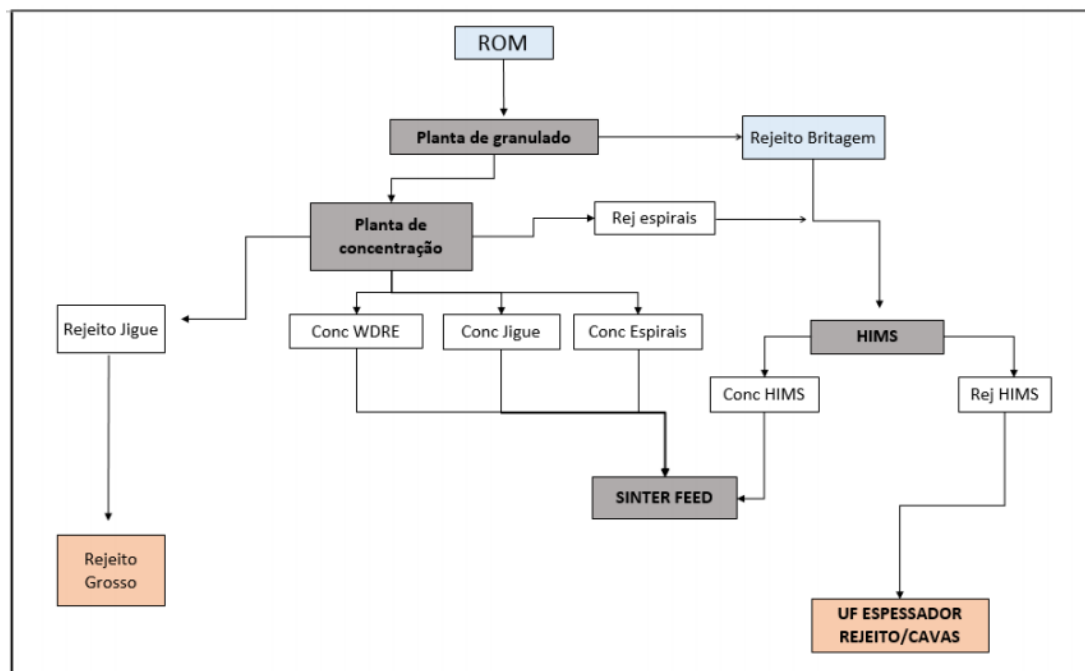 ROM
Planta de granulado
Rejeito Britagem
Planta de
concentração
Rej espirais
Rejeito Jigue
Conc WDRE
Conc Jigue
Conc Espirais
HIMS
Conc HIMS
Rej HIMS
SINTER FEED
Rejeito
Grosso
UF ESPESSADOR
REJEITO/CAVAS